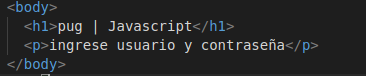 <body>
<h1>pug | Javascript</h1>
<p>ingrese usuario y contraseña</p>
</body>